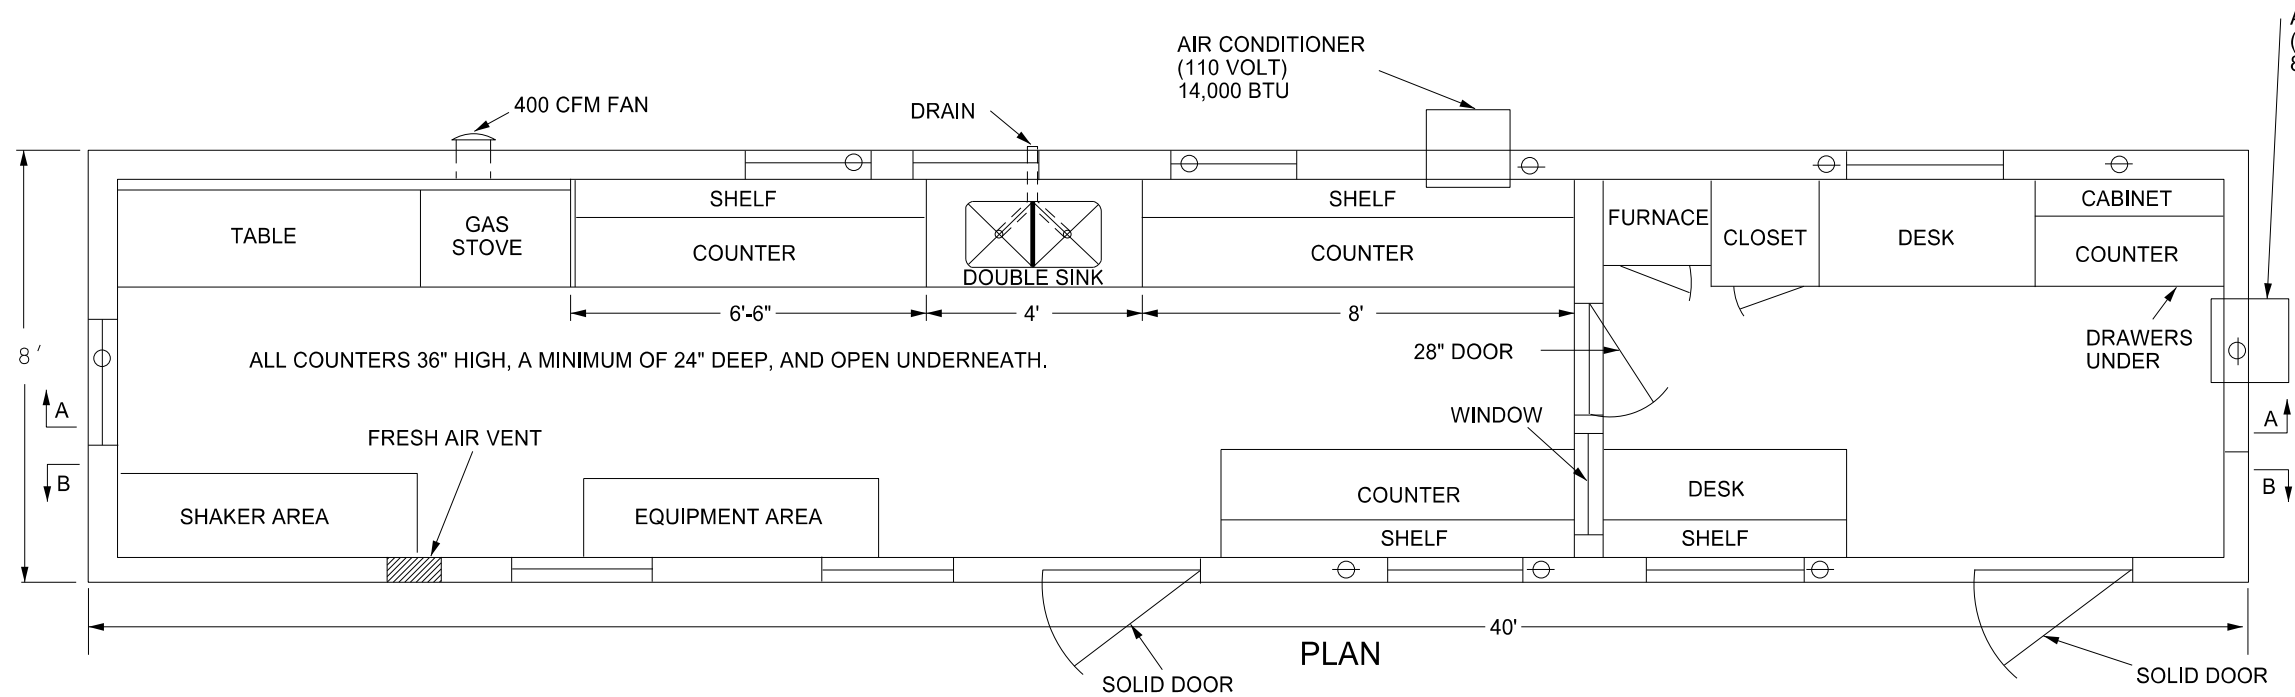 AIR CONDITIONER
(110 VOLT)
14,000 BTU
400 CFM FAN
DRAIN
SHELF
SHELF
CABINET
TABLE
GAS
STOVE
COUNTER
DOUBLE SINK
COUNTER
FURNACE
CLOSET
DESK
COUNTER
6'-6"
4'
8'
8'
ALL COUNTERS 36" HIGH, A MINIMUM OF 24" DEEP, AND OPEN UNDERNEATH.
28" DOOR
DRAWERS
UNDER
A
A
FRESH AIR VENT
WINDOW
B
B
SHAKER AREA
EQUIPMENT AREA
COUNTER
SHELF
DESK
SHELF
40'
PLAN
SOLID DOOR
SOLID DOOR